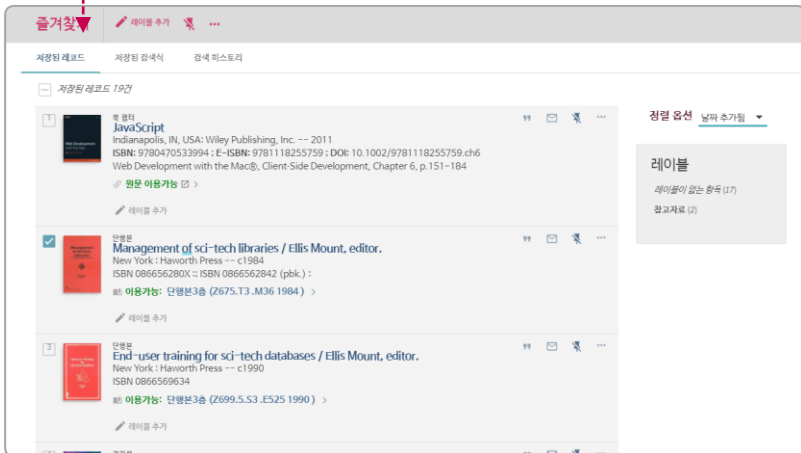 즐겨찾기 레이블 추가 ...
저장된 레코드 저장된 검색식 검색 히스토리
저장된 레코드 19건
1
북 챕터
JavaScript
Indianapolis, IN, USA: Wiley Publishing, Inc. -- 2011
ISBN: 9780470533994 ; E-ISBN: 9781118255759 ; DOI: 10.1002/9781118255759.ch6
Web Development with the Mac®, Client-Side Development, Chapter 6, p.151-184
원문 이용가능 >
레이블 추가
정렬 옵션 날짜 추가됨
레이블
레이블이 없는 항목 (17)
참고자료 (2)
단행본
Management of sci-tech libraries / Ellis Mount, editor.
New York : Haworth Press -- c1984
ISBN 086656280X :; ISBN 0866562842 (pbk.) :
이용가능: 단행본3층 (Z675.T3 .M36 1984 ) >
레이블 추가
3
단행본
End-user training for sci-tech databases / Ellis Mount, editor.
New York : Haworth Press -- c1990
ISBN 0866569634
이용가능: 단행본3층 (Z699.5.S3 .E525 1990 ) >
레이블 추가